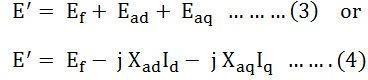 E′ = E_f + E_ad + E_aq … … … (3) or
E′ = E_f − j X_ad I_d − j X_aq I_q … … . (4)